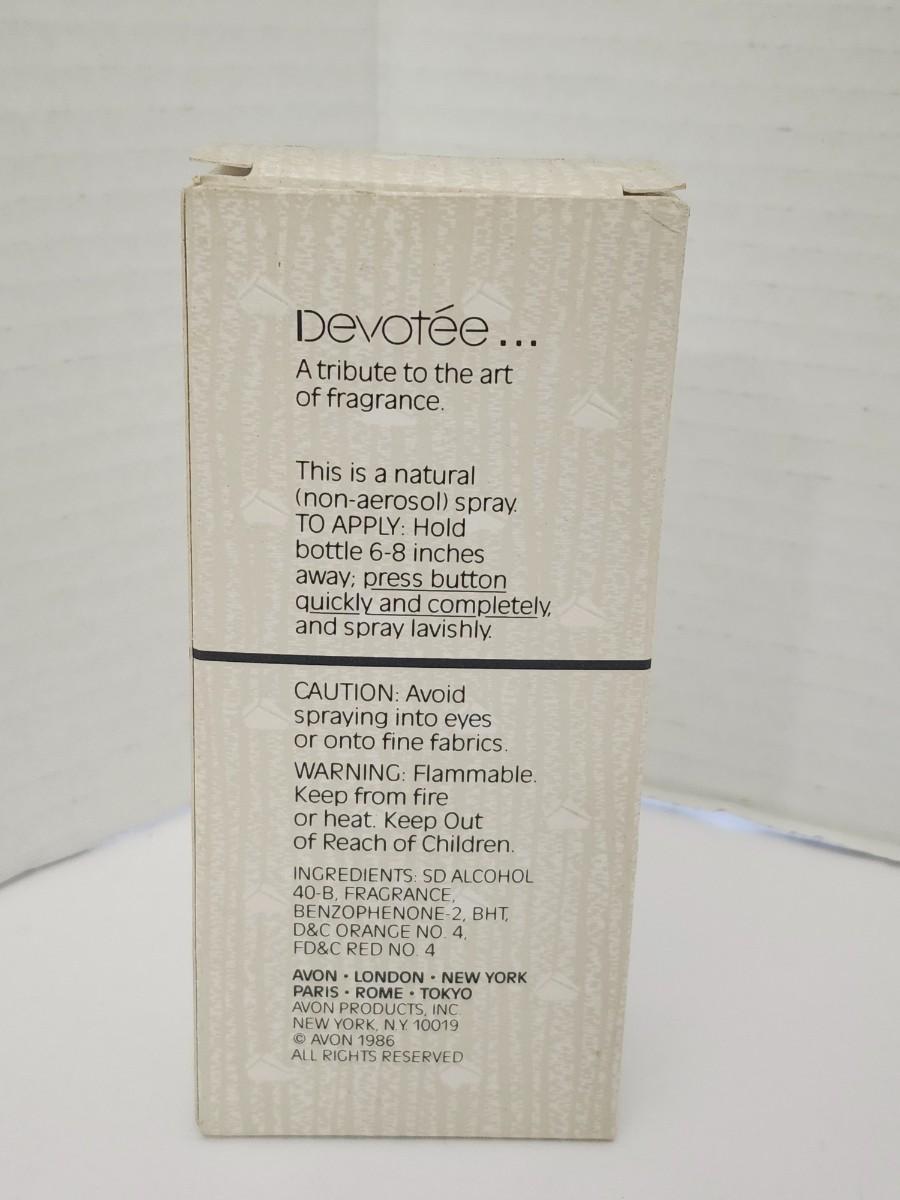 Devotée...
A tribute to the art
of fragrance.
This is a natural
(non-aerosol) spray.
TO APPLY: Hold
bottle 6-8 inches
away; press button
quickly and completely,
and spray lavishly.
CAUTION: Avoid
spraying into eyes
or onto fine fabrics.
WARNING: Flammable.
Keep from fire
or heat. Keep Out
of Reach of Children.
INGREDIENTS: SD ALCOHOL
40-B, FRAGRANCE,
BENZOPHENONE-2, BHT,
D&C ORANGE NO. 4,
FD&C RED NO. 4
AVON • LONDON • NEW YORK
PARIS • ROME • TOKYO
AVON PRODUCTS, INC.
NEW YORK, N.Y. 10019
© AVON 1986
ALL RIGHTS RESERVED